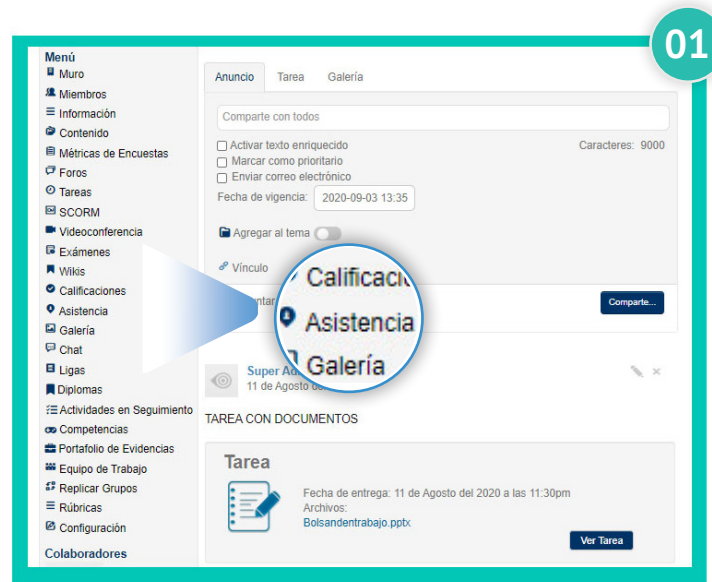 01
Menú
Muro
Miembros
Información
Contenido
Métricas de Encuestas
Foros
Tareas
SCORM
Videoconferencia
Exámenes
Wikis
Calificaciones
Asistencia
Galería
Chat
Ligas
Diplomas
Actividades en Seguimiento
Competencias
Portafolio de Evidencias
Equipo de Trabajo
Replicar Grupos
Rúbricas
Configuración
Colaboradores
Anuncio Tarea Galería
Comparte con todos
Activar texto enriquecido Caracteres: 9000
Marcar como prioritario
Enviar correo electrónico
Fecha de vigencia: 2020-09-03 13:35
Agregar al tema
Vínculo
Comparte...
Asistencia
Galería
Super
11 de Agosto
TAREA CON DOCUMENTOS
Tarea
Fecha de entrega: 11 de Agosto del 2020 a las 11:30pm
Archivos:
Bolsandentrabajo.pptx
Ver Tarea